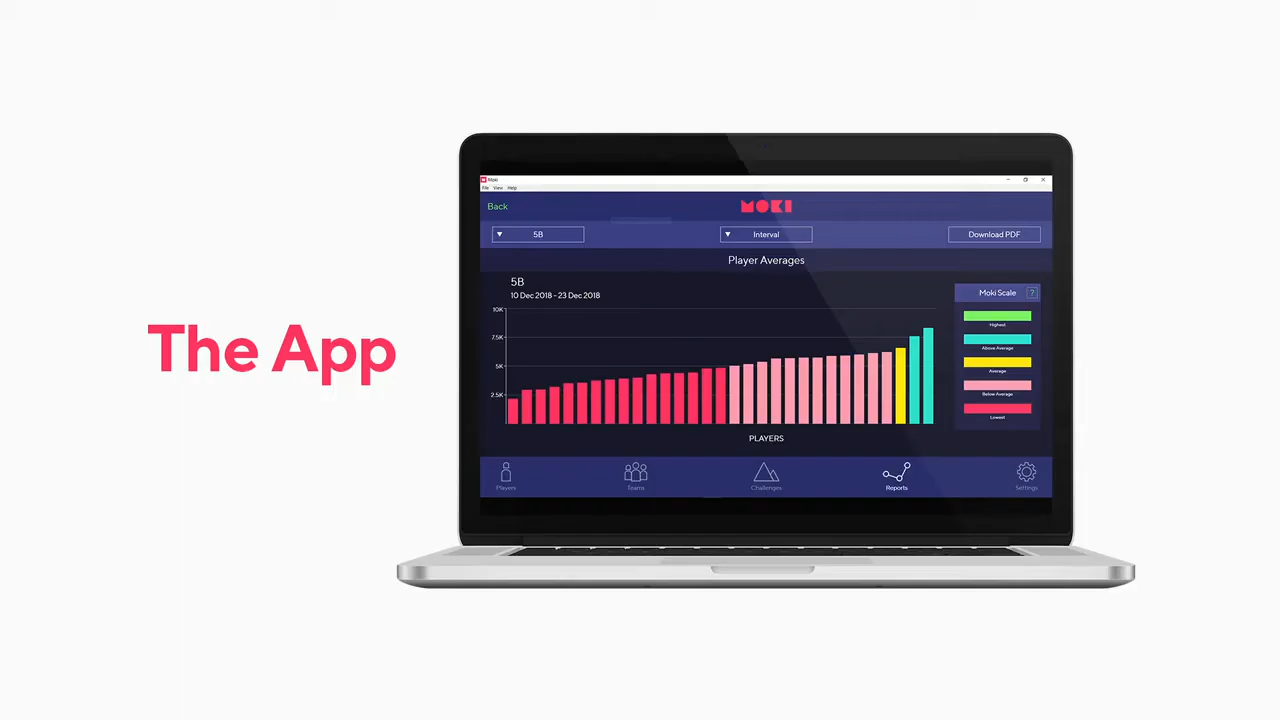 The App
Moki
File View Help
Back
MOKI
5B
Interval
Download PDF
Player Averages
5B
10 Dec 2018 - 23 Dec 2018
10K
7.5K
5K
2.5K
PLAYERS
Moki Scale ?
Highest
Above Average
Average
Below Average
Lowest
Players
Teams
Challenges
Reports
Settings